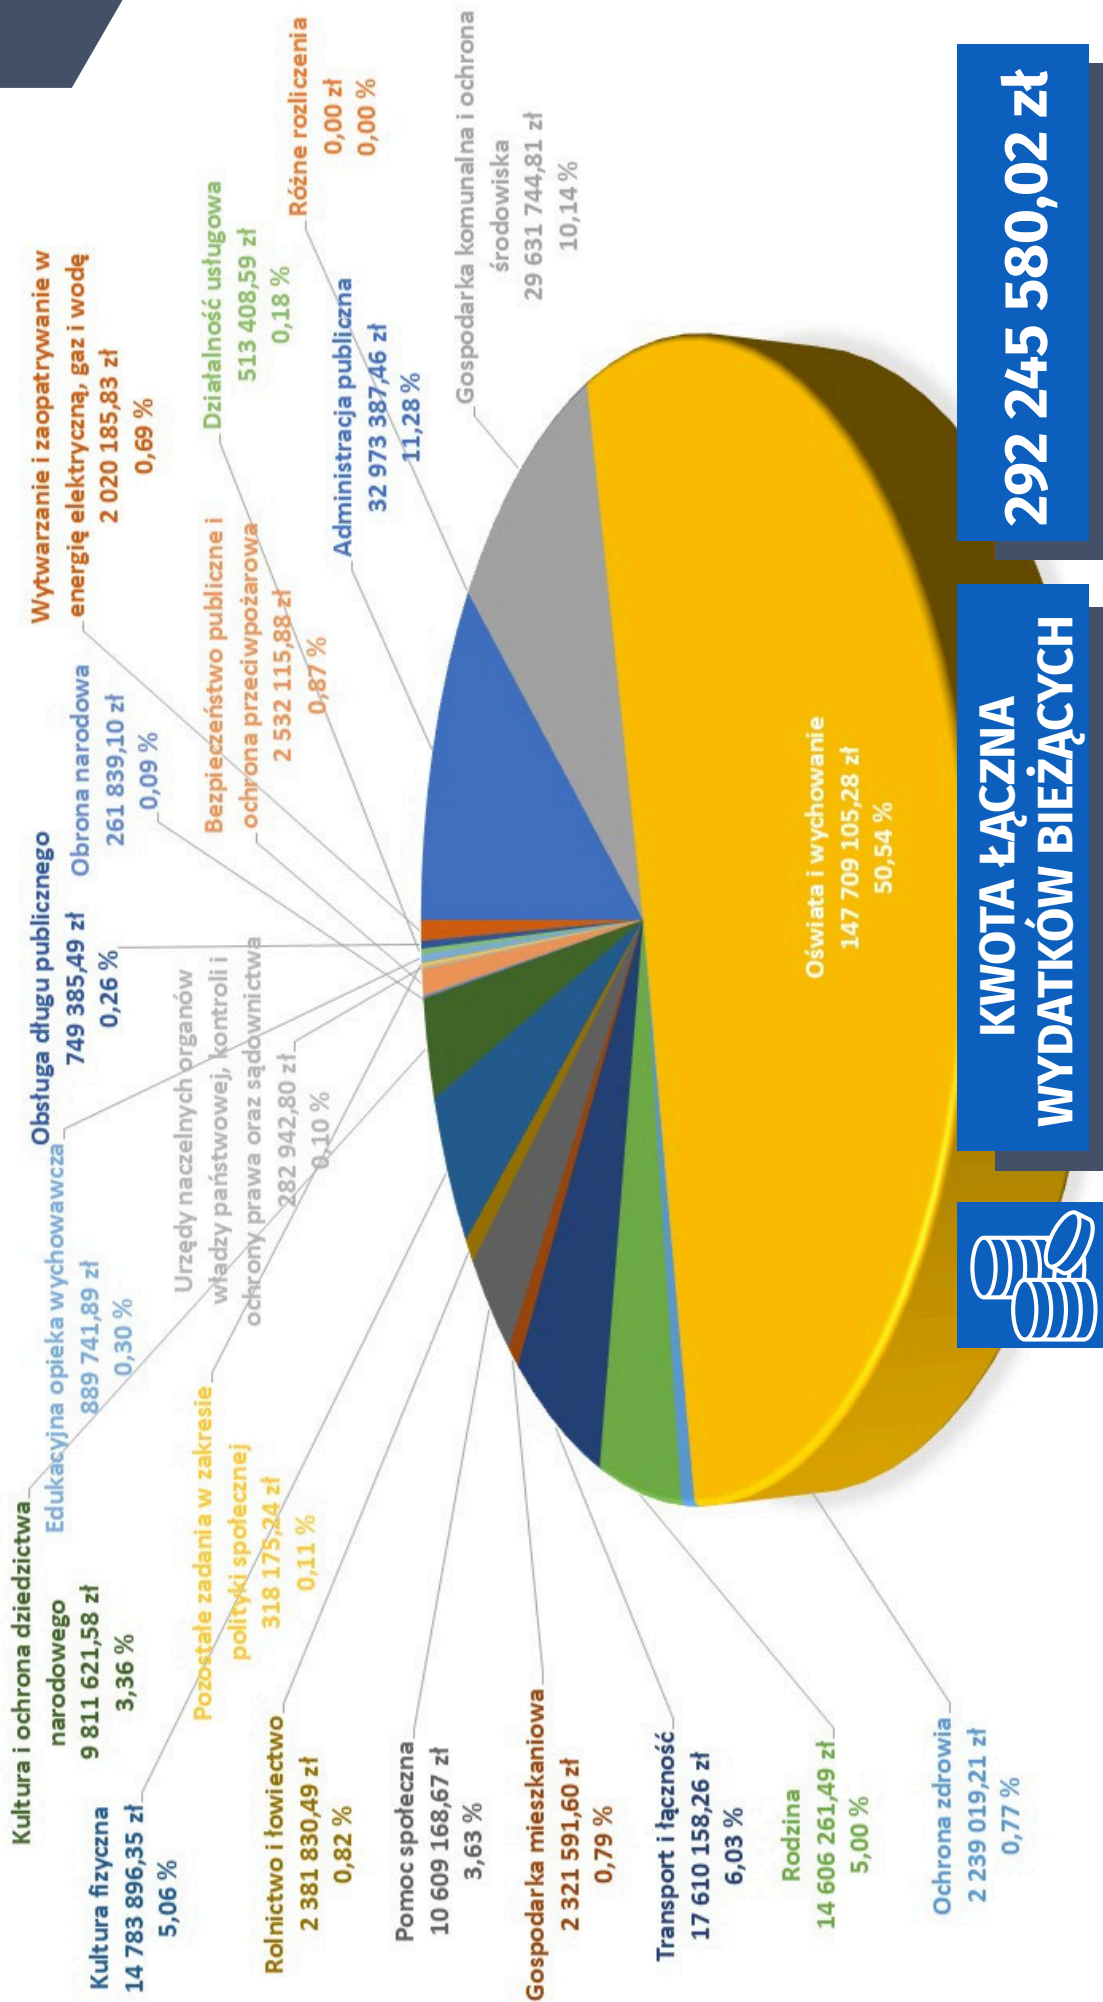 Kultura i ochrona dziedzictwa
narodowego
9 811 621,58 zł
3,36 %
Edukacyjna opieka wychowawcza
889 741,89 zł
0,30 %
Obsługa długu publicznego
749 385,49 zł
0,26 %
Obrona narodowa
261 839,10 zł
0,09 %
Wytwarzanie i zaopatrywanie w
energię elektryczną, gaz i wodę
2 020 185,83 zł
0,69 %
Kultura fizyczna
14 783 896,35 zł
5,06 %
Pozostałe zadania w zakresie
polityki społecznej
318 175,24 zł
0,11 %
Urzędy naczelnych organów
władzy państwowej, kontroli i
ochrony prawa oraz sądownictwa
282 942,80 zł
0,10 %
Bezpieczeństwo publiczne i
ochrona przeciwpożarowa
2 532 115,88 zł
0,87 %
Działalność usługowa
513 408,59 zł
0,18 %
Różne rozliczenia
0,00 zł
0,00 %
Rolnictwo i łowiectwo
2 381 830,49 zł
0,82 %
Administracja publiczna
32 973 387,46 zł
11,28 %
Pomoc społeczna
10 609 168,67 zł
3,63 %
Gospodarka komunalna i ochrona
środowiska
29 631 744,81 zł
10,14 %
Gospodarka mieszkaniowa
2 321 591,60 zł
0,79 %
Transport i łączność
17 610 158,26 zł
6,03 %
Rodzina
14 606 261,49 zł
5,00 %
Oświata i wychowanie
147 709 105,28 zł
50,54 %
Ochrona zdrowia
2 239 019,21 zł
0,77 %
KWOTA ŁĄCZNA
WYDATKÓW BIEŻĄCYCH
292 245 580,02 zł